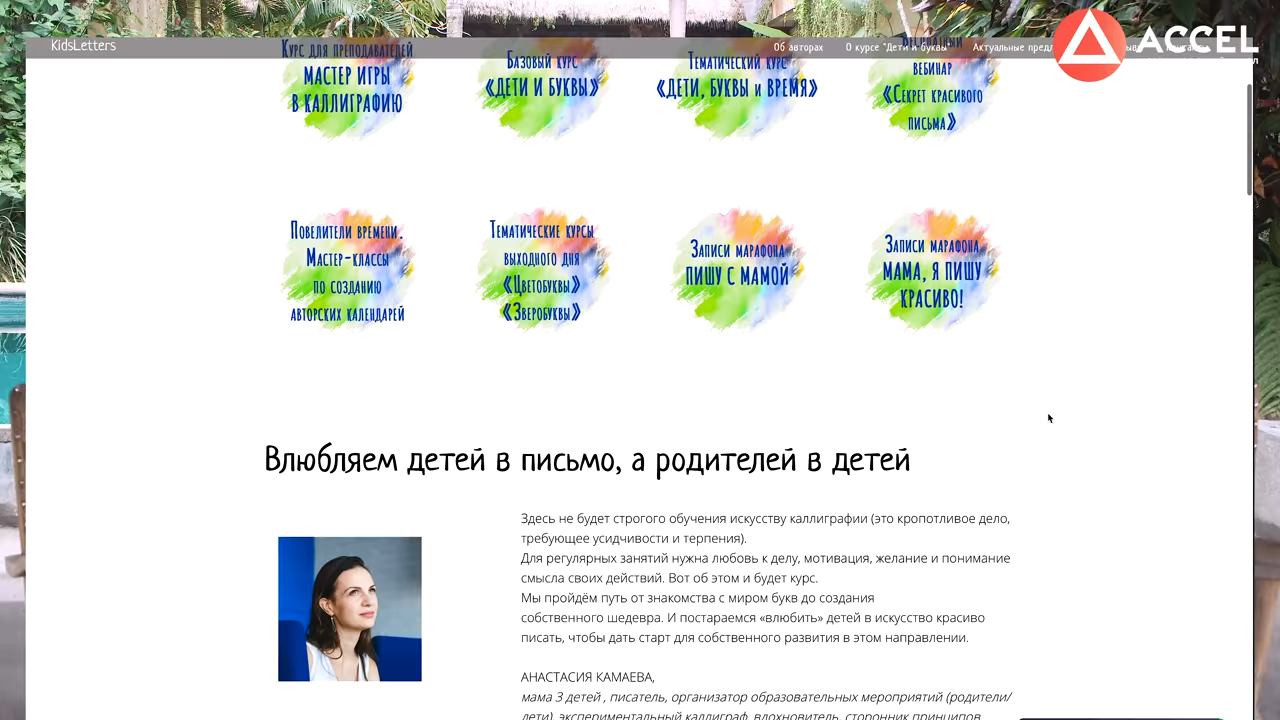 KidsLetters
Об авторах
О курсе "Дети и буквы"
Актуальные
ACCEL
Курс для преподавателей
МАСТЕР ИГРЫ
В КАЛЛИГРАФИЮ
Базовый курс
«ДЕТИ И БУКВЫ»
Тематический курс
«ДЕТИ, БУКВЫ и ВРЕМЯ»
вебинар
«Секрет красивого
письма»
Повелители времени.
Мастер-классы
по созданию
авторских календарей
Тематические курсы
выходного дня
«Цветобуквы»
«Зверобуквы»
Записи марафона
ПИШУ С МАМОЙ
Записи марафона
МАМА, Я ПИШУ
КРАСИВО!
Влюбляем детей в письмо, а родителей в детей
Здесь не будет строгого обучения искусству каллиграфии (это кропотливое дело,
требующее усидчивости и терпения).
Для регулярных занятий нужна любовь к делу, мотивация, желание и понимание
смысла своих действий. Вот об этом и будет курс.
Мы пройдём путь от знакомства с миром букв до создания
собственного шедевра. И постараемся «влюбить» детей в искусство красиво
писать, чтобы дать старт для собственного развития в этом направлении.
АНАСТАСИЯ КАМАЕВА,
мама 3 детей , писатель, организатор образовательных мероприятий (родители/
дети), экспериментальный каллиграф, вдохновитель, сторонник принципов